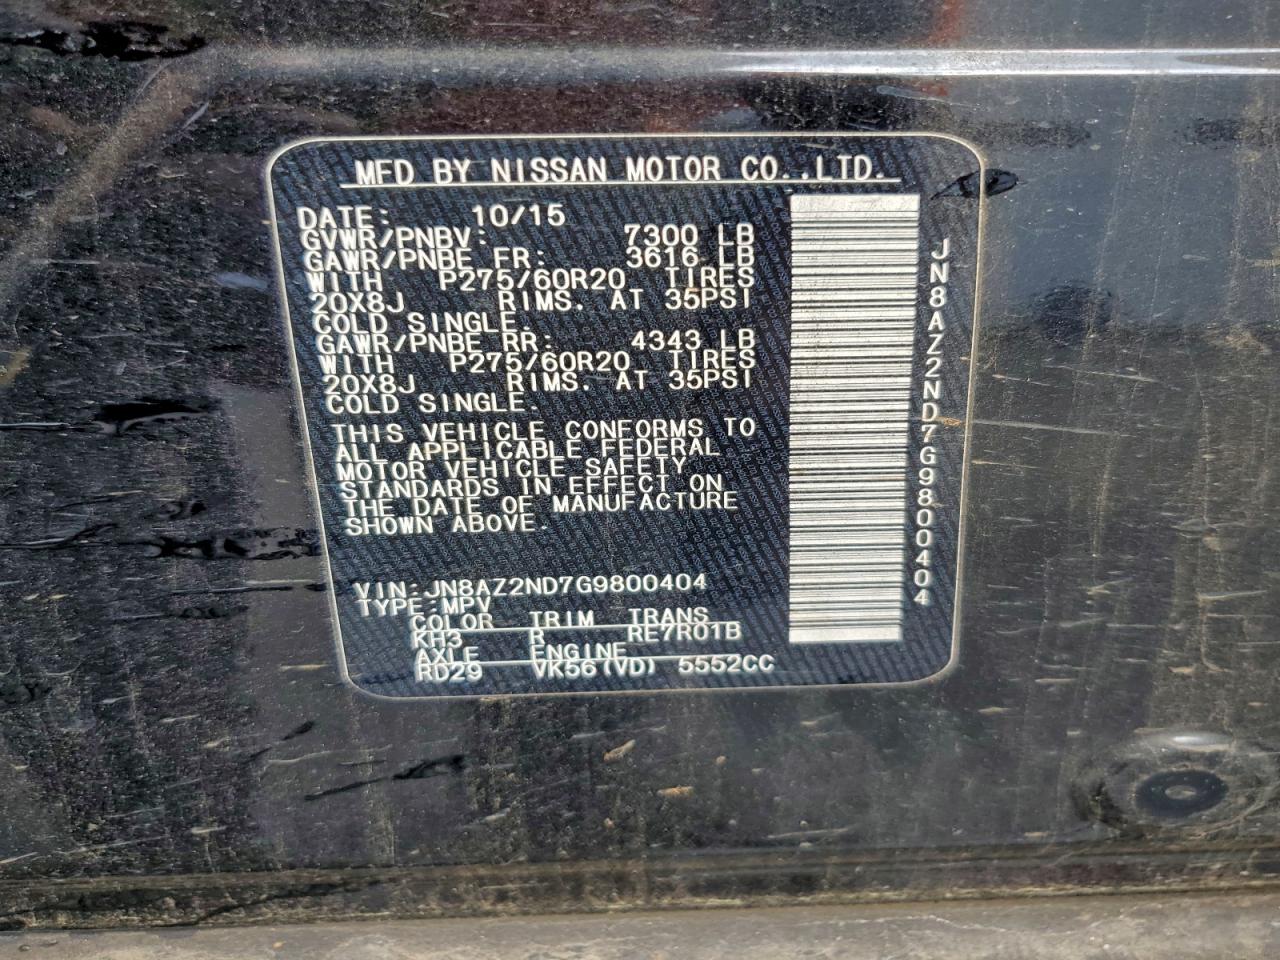 MFD BY NISSAN MOTOR CO.,LTD.
DATE: 10/15
GVWR/PNBV: 7300 LB
GAWR/PNBE FR: 3616 LB
WITH P275/60R20 TIRES
20X8J RIMS. AT 35PSI
COLD SINGLE.
GAWR/PNBE RR: 4343 LB
WITH P275/60R20 TIRES
20X8J RIMS. AT 35PSI
COLD SINGLE.
THIS VEHICLE CONFORMS TO
ALL APPLICABLE FEDERAL
MOTOR VEHICLE SAFETY
STANDARDS IN EFFECT ON
THE DATE OF MANUFACTURE
SHOWN ABOVE.
VIN:JN8AZ2ND7G9800404
TYPE:MPV
COLOR TRIM TRANS
KH3 R RE7R01B
AXLE ENGINE
RD29 VK56(VD) 5552CC
JN8AZ2ND7G9800404